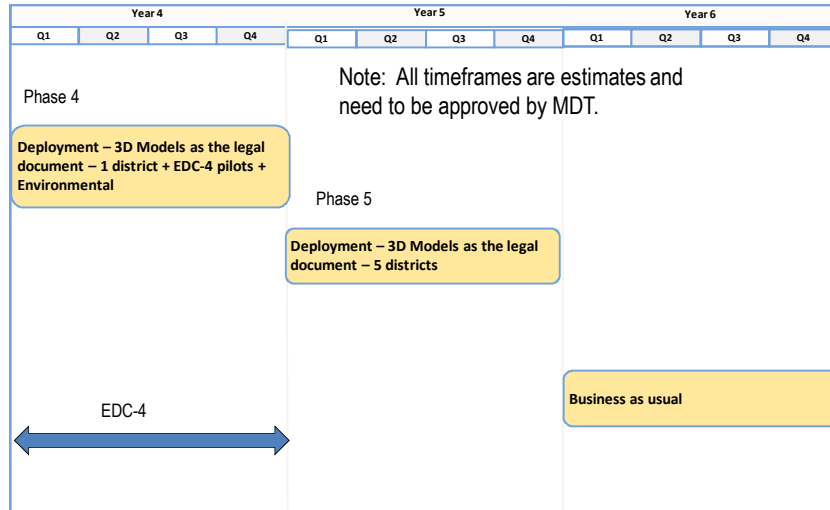 Year 4 Year 5 Year 6
Q1 Q2 Q3 Q4 Q1 Q2 Q3 Q4 Q1 Q2 Q3 Q4
Note: All timeframes are estimates and
need to be approved by MDT.
Phase 4
Deployment – 3D Models as the legal
document – 1 district + EDC-4 pilots +
Environmental
Phase 5
Deployment – 3D Models as the legal
document – 5 districts
Business as usual
EDC-4